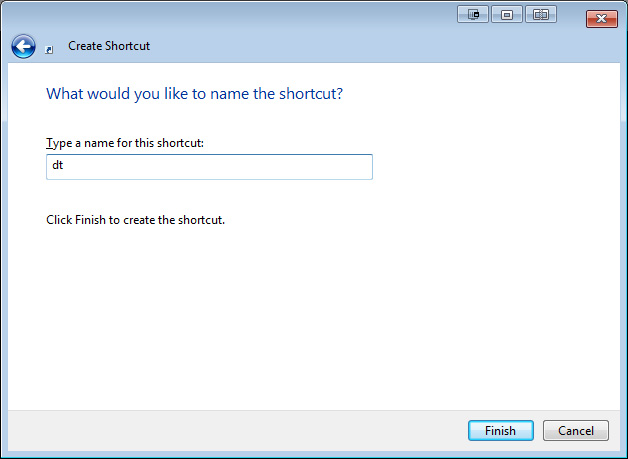 Create Shortcut
What would you like to name the shortcut?
Type a name for this shortcut:
dt
Click Finish to create the shortcut.
Finish
Cancel